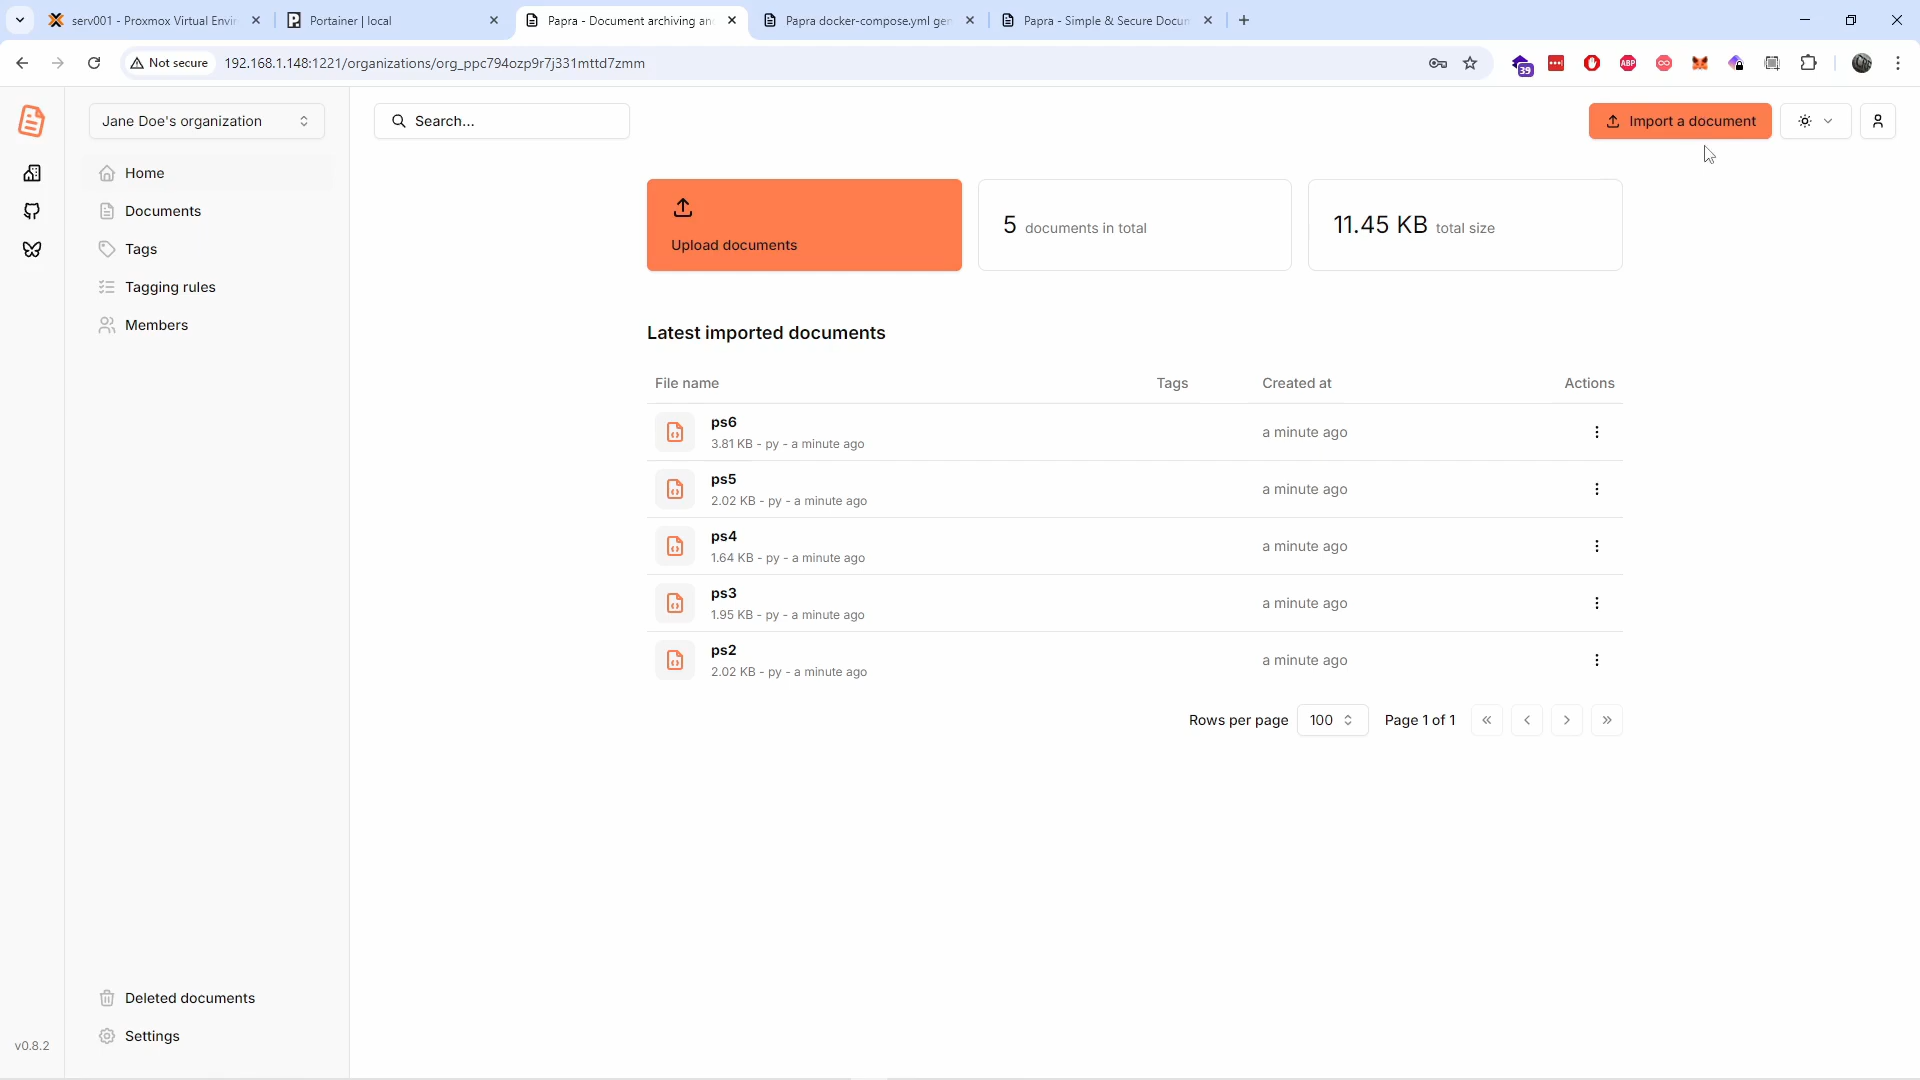 serv001 - Proxmox Virtual Envir
Portainer | local
Papra - Document archiving an
Papra docker-compose.yml gen
Papra - Simple & Secure Docun
Not secure
192.168.1.148:1221/organizations/org_ppc794ozp9r7j331mttd7zmm
39
ABP
Jane Doe's organization
Search...
Import a document
Home
Documents
Tags
Tagging rules
Members
Upload documents
5 documents in total
11.45 KB total size
Latest imported documents
File name Tags Created at Actions
ps6
3.81 KB - py - a minute ago
a minute ago
ps5
2.02 KB - py - a minute ago
a minute ago
ps4
1.64 KB - py - a minute ago
a minute ago
ps3
1.95 KB - py - a minute ago
a minute ago
ps2
2.02 KB - py - a minute ago
a minute ago
Rows per page 100 Page 1 of 1
Deleted documents
Settings
v0.8.2